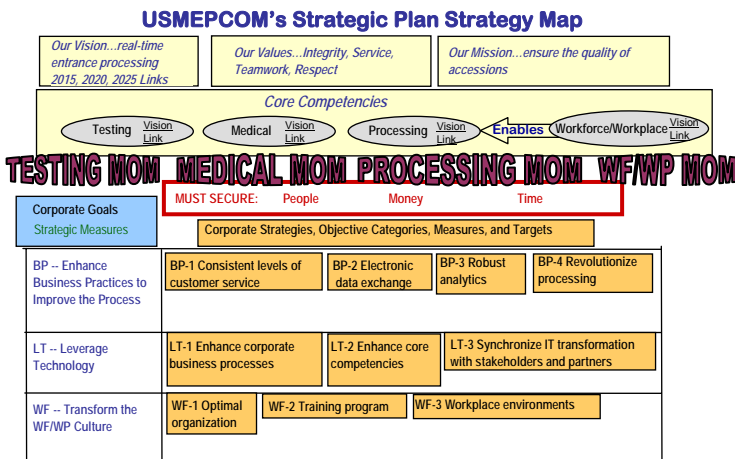 USMEPCOM's Strategic Plan Strategy Map
Our Vision…real-time
entrance processing
2015, 2020, 2025 Links
Our Values…Integrity, Service,
Teamwork, Respect
Our Mission…ensure the quality of
accessions
Core Competencies
Testing Vision
Link
Medical Vision
Link
Processing Vision
Link
Enables
Workforce/Workplace Vision
Link
TESTING MOM MEDICAL MOM PROCESSING MOM WF/WP MOM
MUST SECURE: People Money Time
Corporate Goals
Strategic Measures
Corporate Strategies, Objective Categories, Measures, and Targets
BP -- Enhance
Business Practices to
Improve the Process
BP-1 Consistent levels of
customer service
BP-2 Electronic
data exchange
BP-3 Robust
analytics
BP-4 Revolutionize
processing
LT -- Leverage
Technology
LT-1 Enhance corporate
business processes
LT-2 Enhance core
competencies
LT-3 Synchronize IT transformation
with stakeholders and partners
WF -- Transform the
WF/WP Culture
WF-1 Optimal
organization
WF-2 Training program
WF-3 Workplace environments